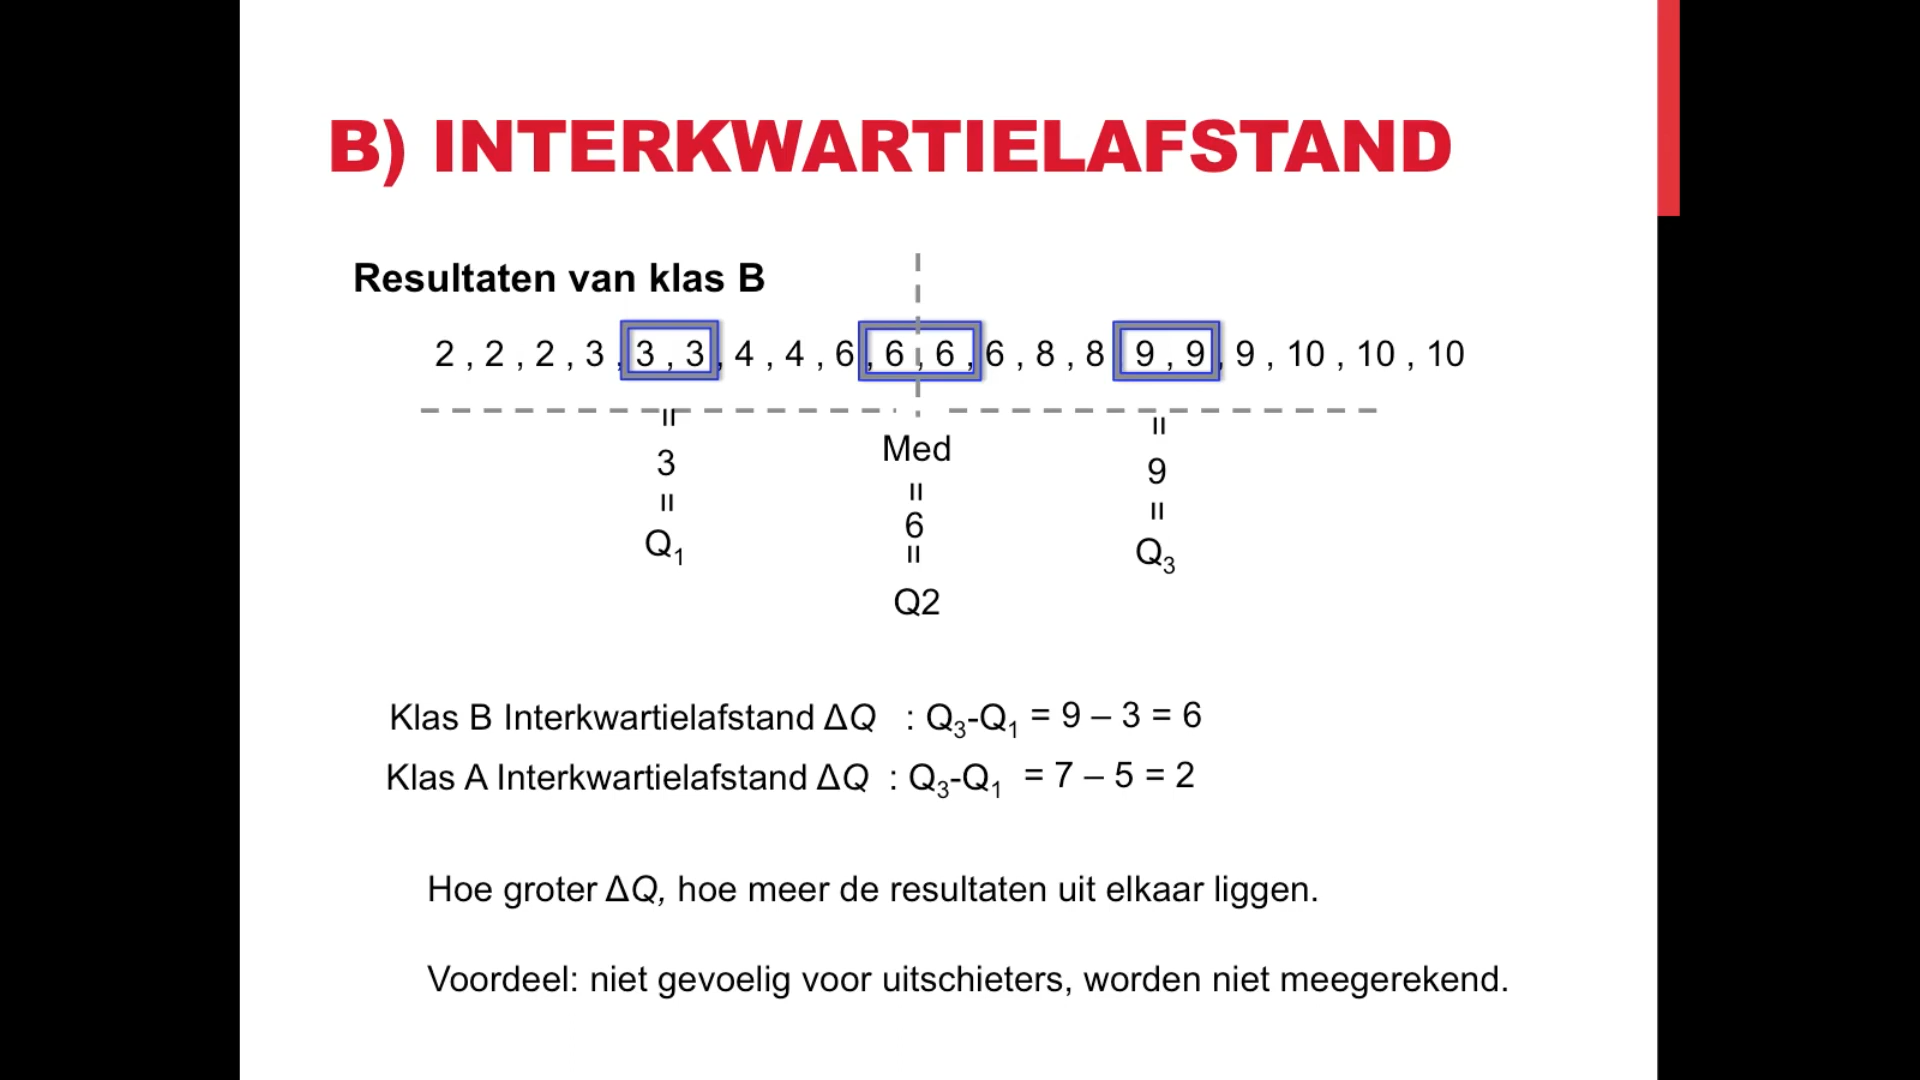 B) INTERKWARTIELAFSTAND
Resultaten van klas B
2 , 2 , 2 , 3 , 3 , 3 , 4 , 4 , 6 , 6 , 6 , 6 , 8 , 8 9 , 9 , 9 , 10 , 10 , 10
=
3
=
Q₁
Med
=
6
=
Q2
=
9
=
Q₃
Klas B Interkwartielafstand ΔQ : Q₃-Q₁ = 9 – 3 = 6
Klas A Interkwartielafstand ΔQ : Q₃-Q₁ = 7 – 5 = 2
Hoe groter ΔQ, hoe meer de resultaten uit elkaar liggen.
Voordeel: niet gevoelig voor uitschieters, worden niet meegerekend.